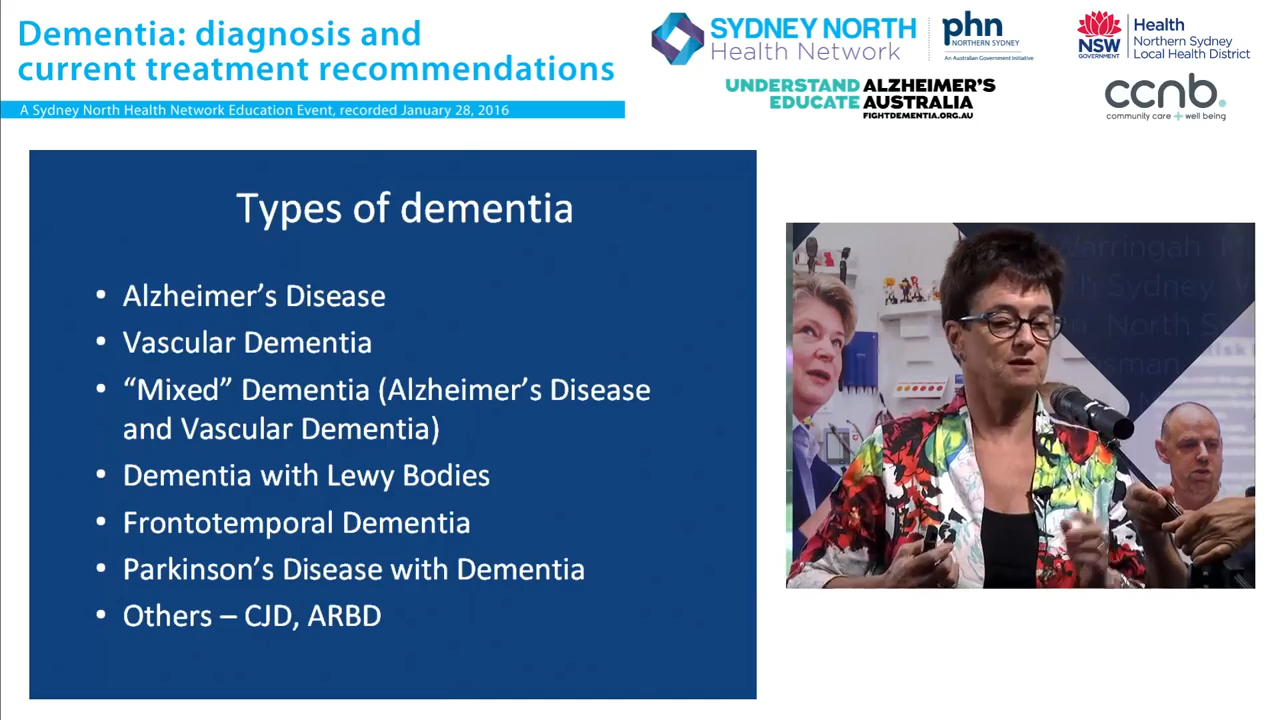 Dementia: diagnosis and
current treatment recommendations
A Sydney North Health Network Education Event, recorded January 28, 2016
SYDNEY NORTH
Health Network
phn
NORTHERN SYDNEY
An Australian Government Initiative
NSW
GOVERNMENT
Health
Northern Sydney
Local Health District
UNDERSTAND ALZHEIMER'S
EDUCATE AUSTRALIA
FIGHTDEMENTIA.ORG.AU
ccnb.
community care + well being
Types of dementia
• Alzheimer's Disease
• Vascular Dementia
• “Mixed” Dementia (Alzheimer's Disease
and Vascular Dementia)
• Dementia with Lewy Bodies
• Frontotemporal Dementia
• Parkinson's Disease with Dementia
• Others – CJD, ARBD
Warringah
Sydney
North S